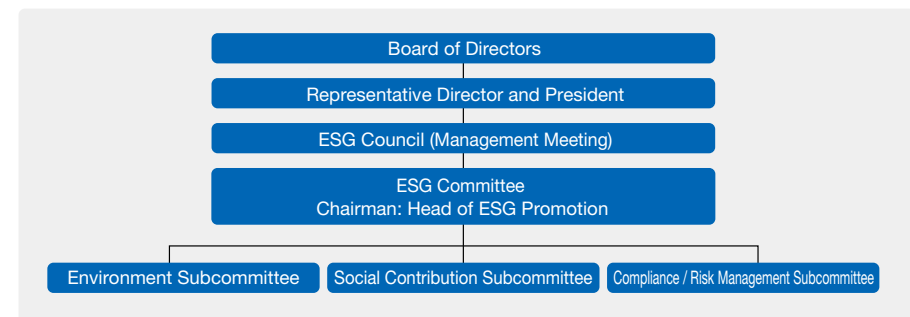 Board of Directors
Representative Director and President
ESG Council (Management Meeting)
ESG Committee
Chairman: Head of ESG Promotion
Environment Subcommittee
Social Contribution Subcommittee
Compliance / Risk Management Subcommittee